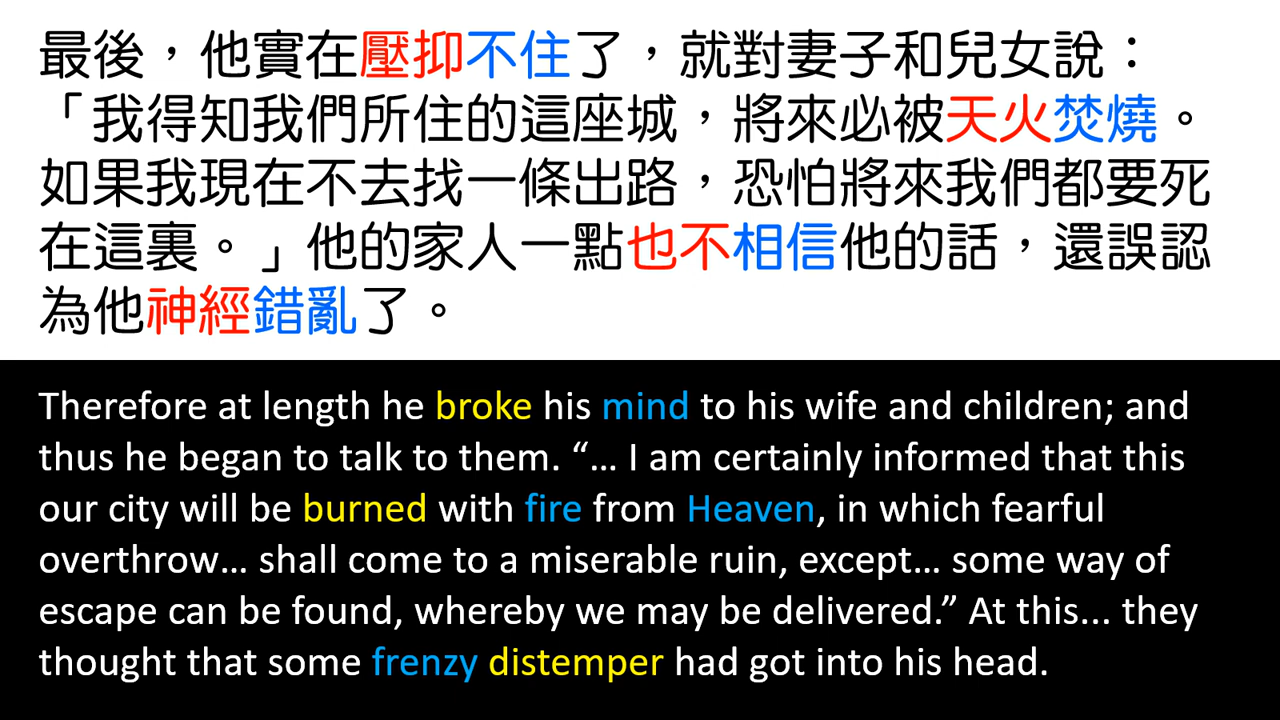 最後，他實在壓抑不住了，就對妻子和兒女說：
「我得知我們所住的這座城，將來必被天火焚燒。
如果我現在不去找一條出路，恐怕將來我們都要死
在這裏。」他的家人一點也不相信他的話，還誤認
為他神經錯亂了。
Therefore at length he broke his mind to his wife and children; and
thus he began to talk to them. “… I am certainly informed that this
our city will be burned with fire from Heaven, in which fearful
overthrow… shall come to a miserable ruin, except… some way of
escape can be found, whereby we may be delivered.” At this... they
thought that some frenzy distemper had got into his head.